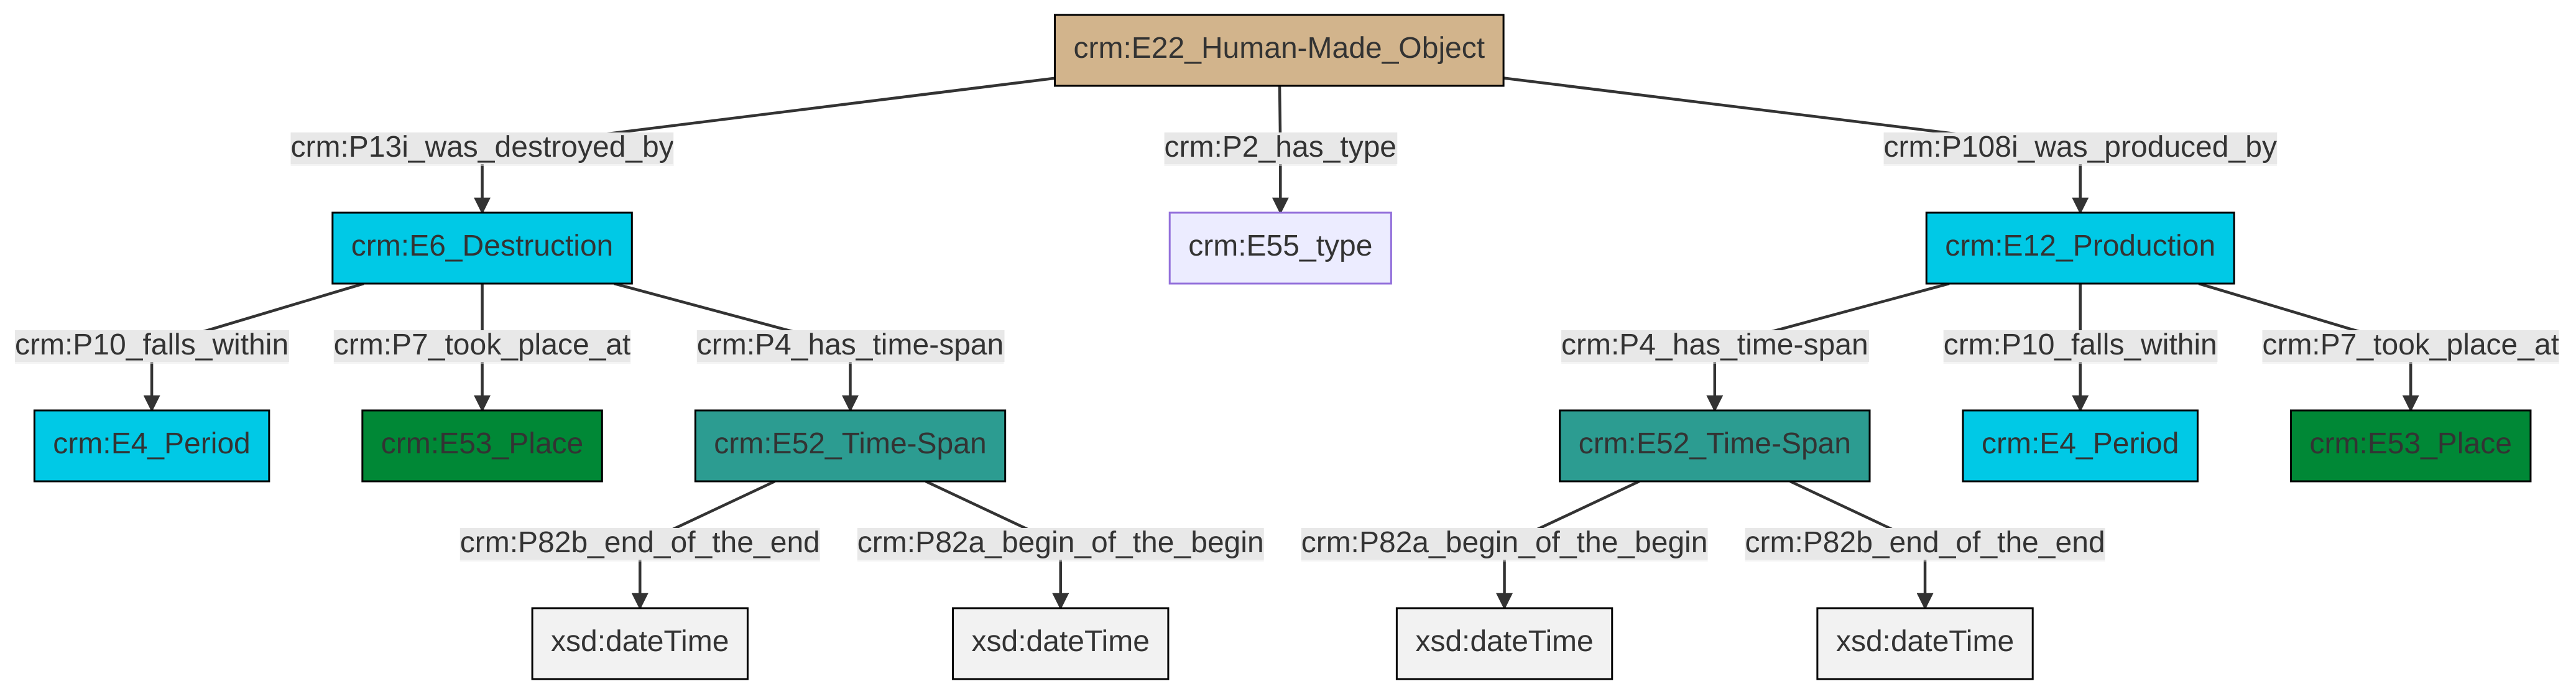 crm:E22_Human-Made_Object
crm:P13i_was_destroyed_by
crm:P2_has_type
crm:P108i_was_produced_by
crm:E6_Destruction
crm:E55_type
crm:E12_Production
crm:P10_falls_within
crm:P7_took_place_at
crm:P4_has_time-span
crm:P4_has_time-span
crm:P10_falls_within
crm:P7_took_place_at
crm:E4_Period
crm:E53_Place
crm:E52_Time-Span
crm:E52_Time-Span
crm:E4_Period
crm:E53_Place
crm:P82b_end_of_the_end
crm:P82a_begin_of_the_begin
crm:P82a_begin_of_the_begin
crm:P82b_end_of_the_end
xsd:dateTime
xsd:dateTime
xsd:dateTime
xsd:dateTime